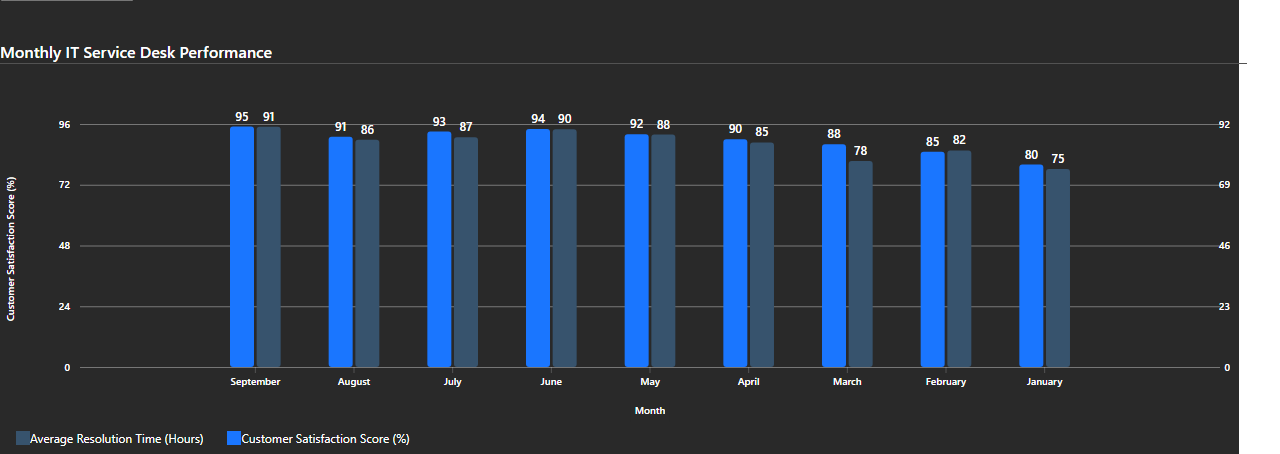 Monthly IT Service Desk Performance
95 91 91 86 93 87 94 90 92 88 90 85 88 78 85 82 80 75
96 92
72 69
48 46
24 23
0 0
Customer Satisfaction Score (%)
September August July June May April March February January
Month
Average Resolution Time (Hours) Customer Satisfaction Score (%)